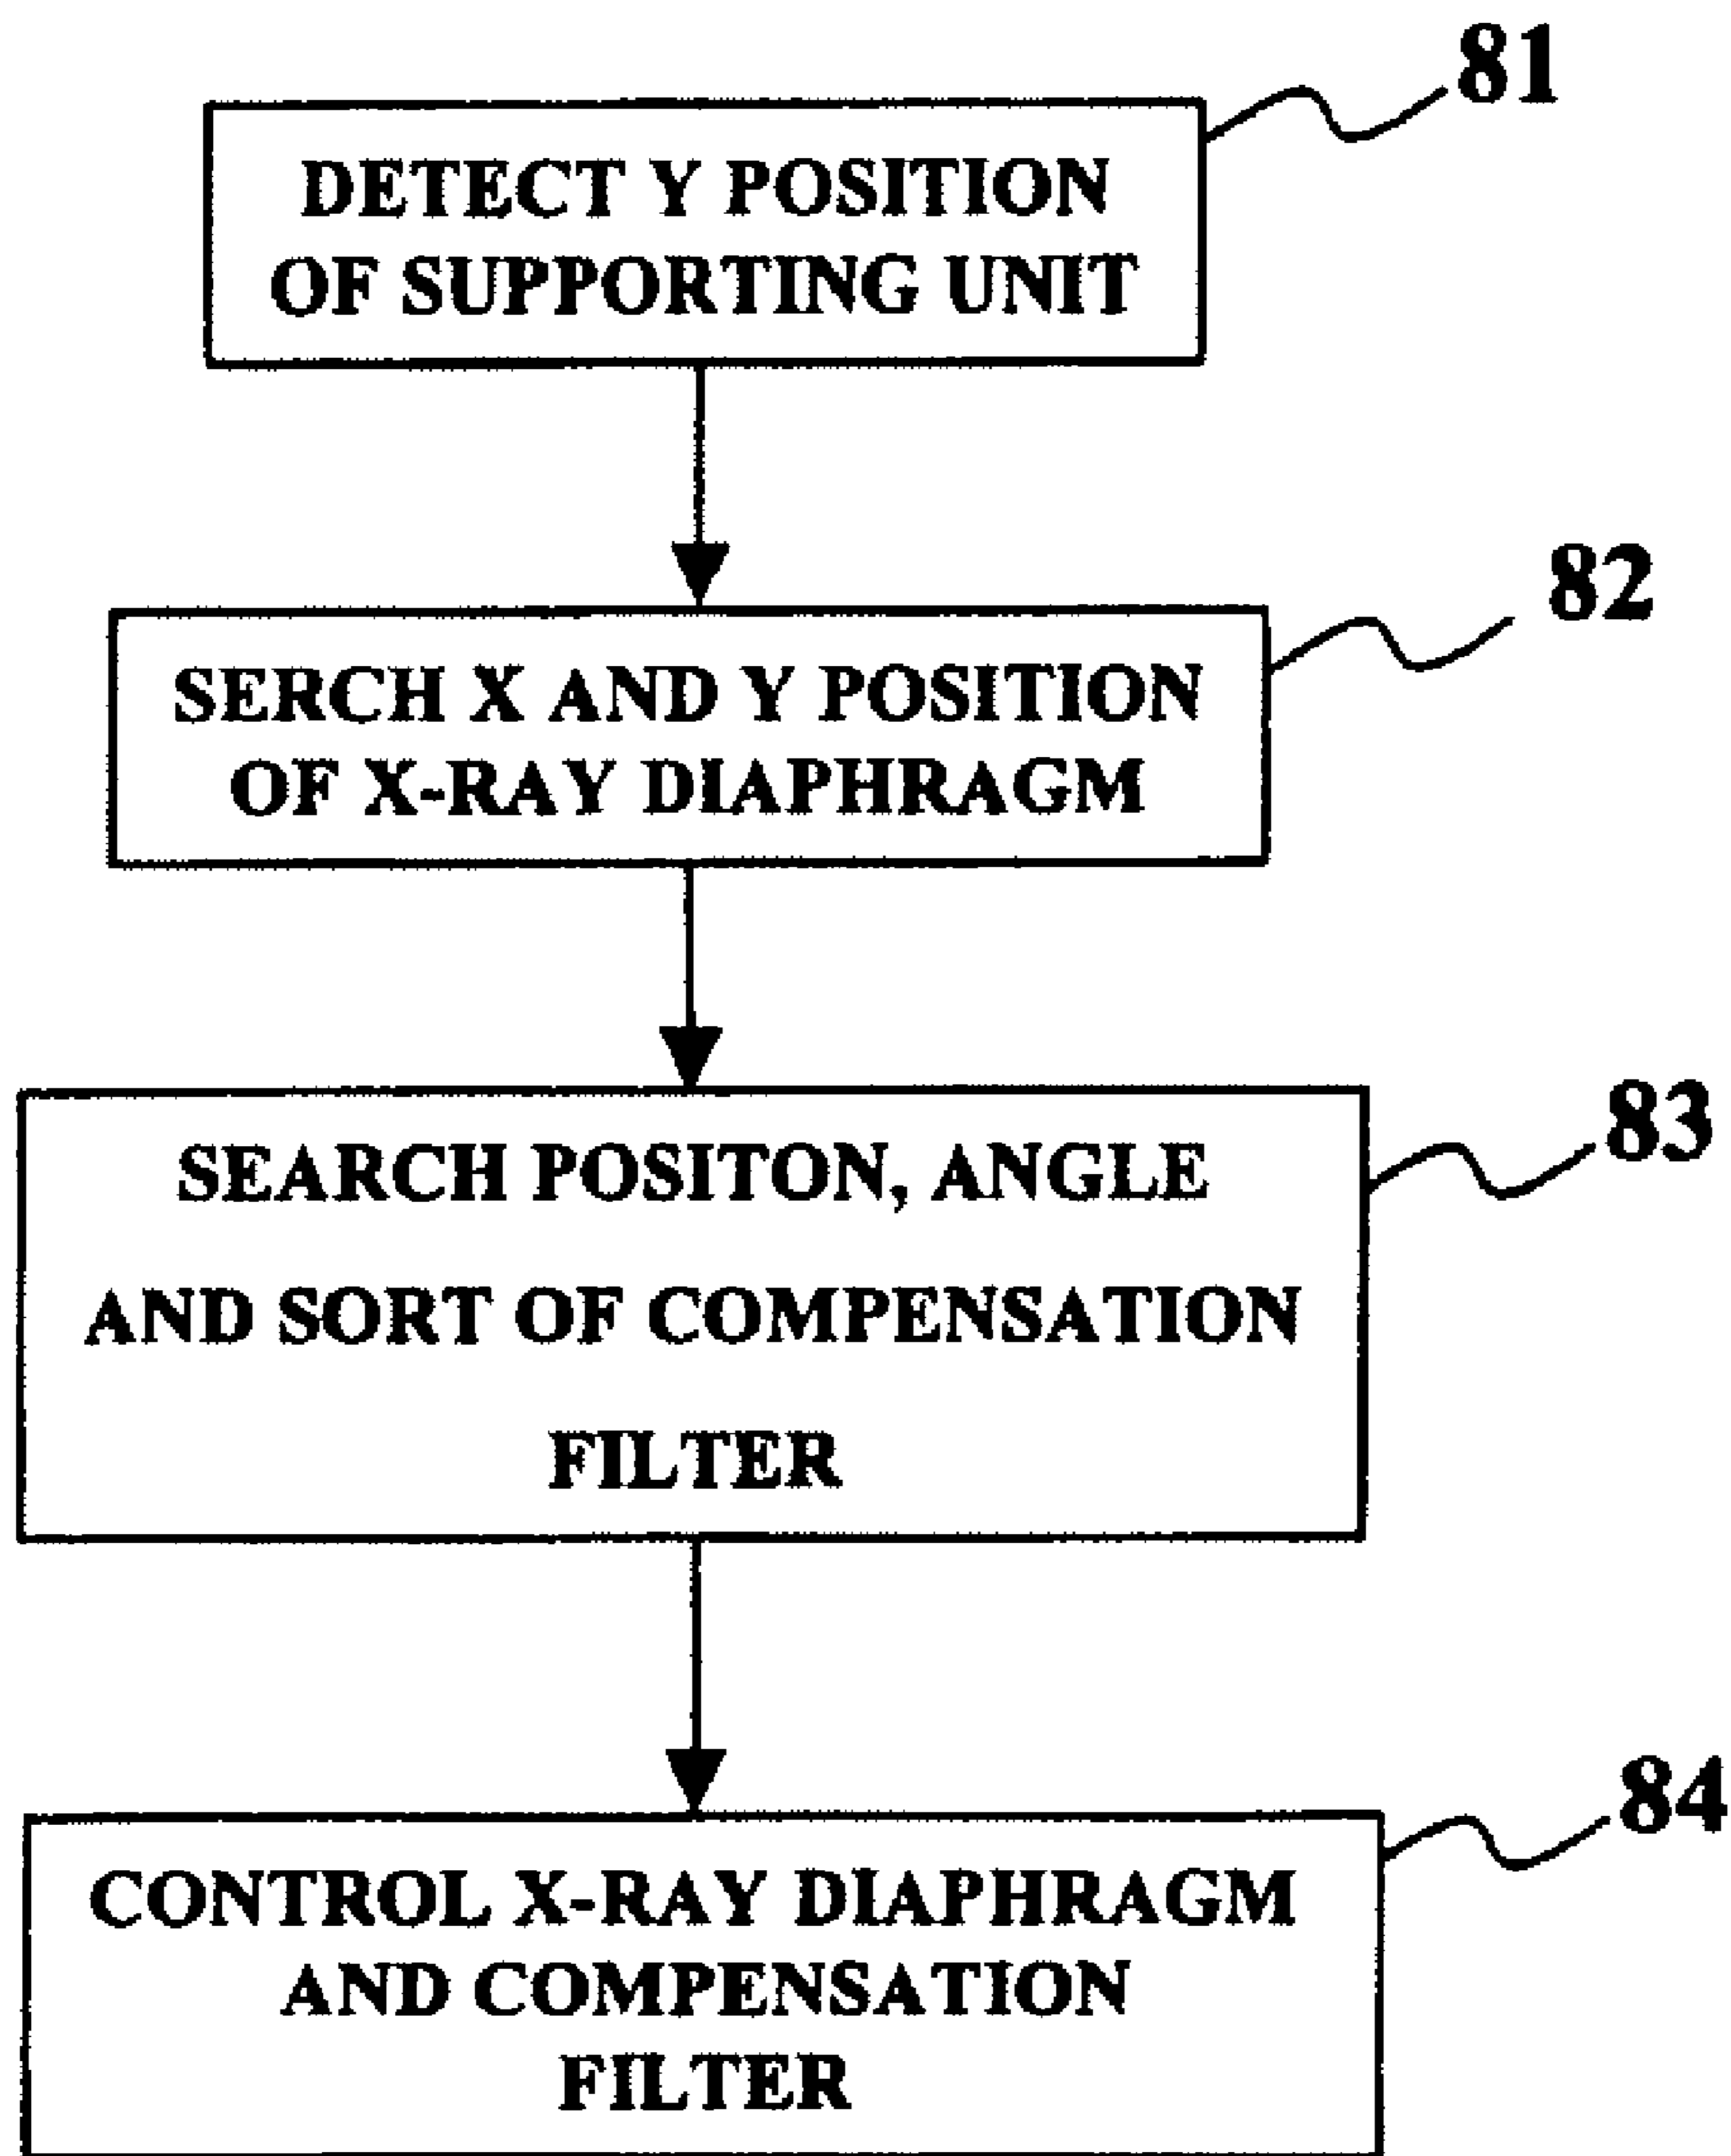 81
DETECT Y POSITION
OF SUPPORTING UNIT
82
SERCH X AND Y POSITION
OF X-RAY DIAPHRAGM
83
SEARCH POSITON, ANGLE
AND SORT OF COMPENSATION
FILTER
84
CONTROL X-RAY DIAPHRAGM
AND COMPENSATION
FILTER